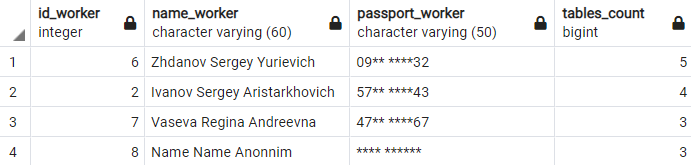 id_worker name_worker passport_worker tables_count
integer character varying (60) character varying (50) bigint
1 6 Zhdanov Sergey Yurievich 09** ****32 5
2 2 Ivanov Sergey Aristarkhovich 57** ****43 4
3 7 Vaseva Regina Andreevna 47** ****67 3
4 8 Name Name Anonnim **** ****** 3